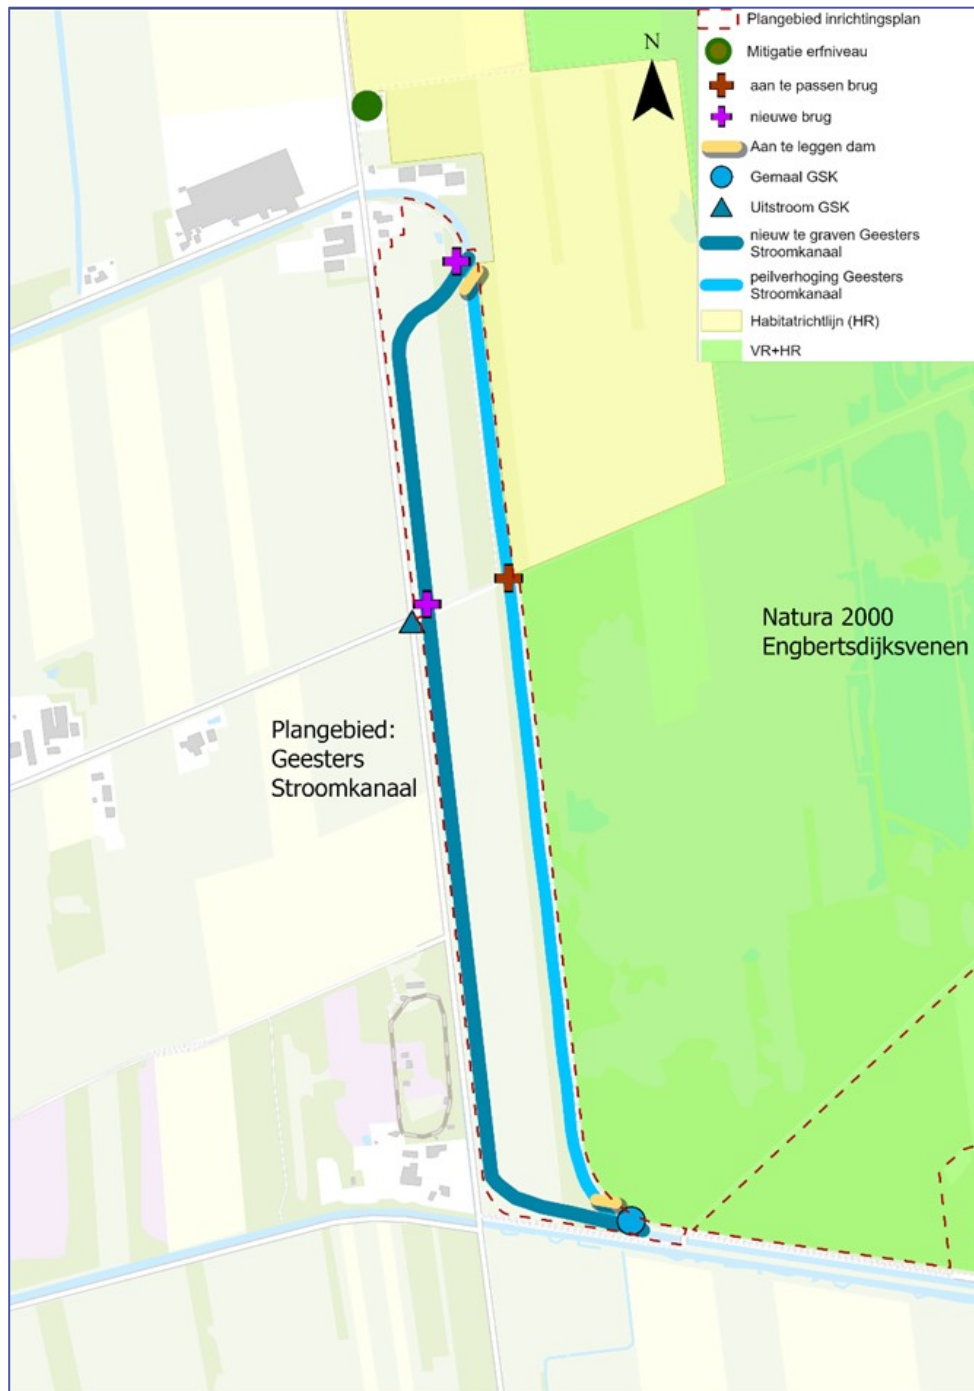 Plangebied inrichtingsplan
N
Mitigatie erfniveau
aan te passen brug
nieuwe brug
Aan te leggen dam
Gemaal GSK
Uitstroom GSK
nieuw te graven Geesters
Stroomkanaal
peilverhoging Geesters
Stroomkanaal
Habitatrichtlijn (HR)
VR+HR
Natura 2000
Engbertsdijksvenen
Plangebied:
Geesters
Stroomkanaal